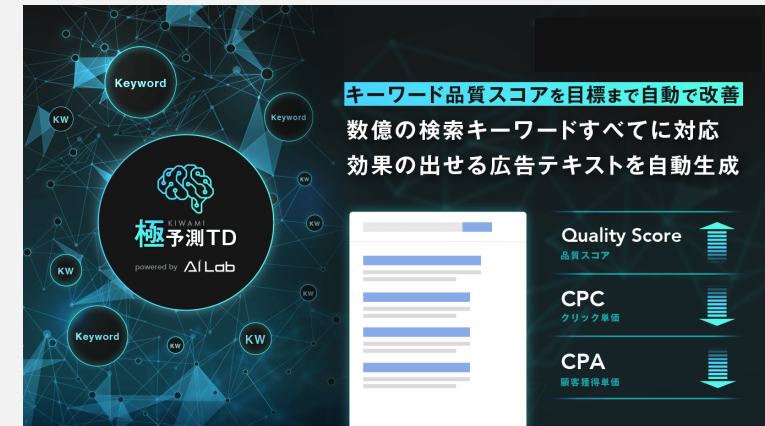 Keyword
KW
Keyword
KW
KW
KIWAMI
極予測TD
powered by AI Lab
KW
KW
Keyword
KW
KW
キーワード品質スコアを目標まで自動で改善
数億の検索キーワードすべてに対応
効果の出せる広告テキストを自動生成
Quality Score
品質スコア
CPC
クリック単価
CPA
顧客獲得単価